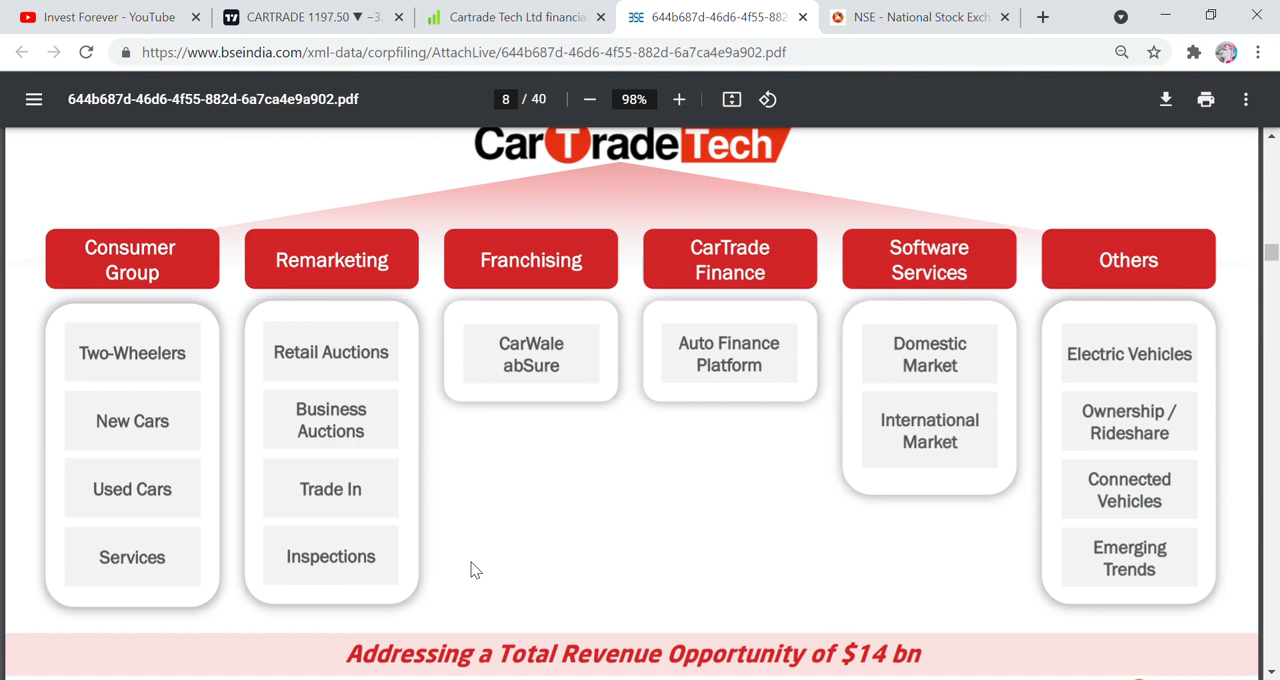 Invest Forever - YouTube
CARTRADE 1197.50 ▼ −3.
Cartrade Tech Ltd financia
BSE
644b687d-46d6-4f55-882
NSE - National Stock Exch
https://www.bseindia.com/xml-data/corpfiling/AttachLive/644b687d-46d6-4f55-882d-6a7ca4e9a902.pdf
644b687d-46d6-4f55-882d-6a7ca4e9a902.pdf
8 / 40
98%
CarTradeTech
Consumer
Group
Two-Wheelers
New Cars
Used Cars
Services
Remarketing
Retail Auctions
Business
Auctions
Trade In
Inspections
Franchising
CarWale
abSure
CarTrade
Finance
Auto Finance
Platform
Software
Services
Domestic
Market
International
Market
Others
Electric Vehicles
Ownership /
Rideshare
Connected
Vehicles
Emerging
Trends
Addressing a Total Revenue Opportunity of $14 bn